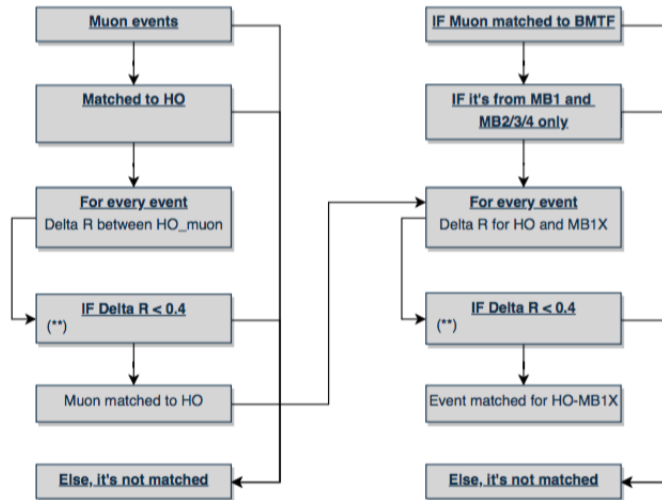 Muon events
Matched to HO
For every event
Delta R between HO_muon
IF Delta R < 0.4
(**)
Muon matched to HO
Else, it's not matched
IF Muon matched to BMTF
IF it's from MB1 and
MB2/3/4 only
For every event
Delta R for HO and MB1X
IF Delta R < 0.4
(**)
Event matched for HO-MB1X
Else, it's not matched